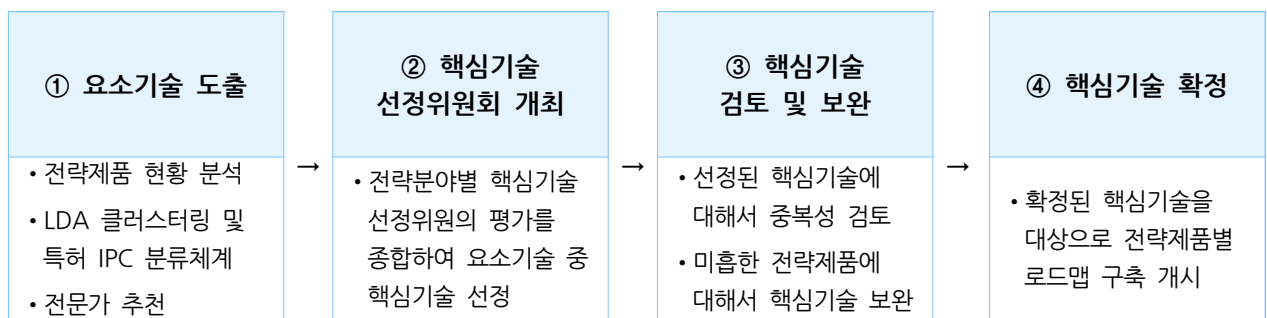 ① 요소기술 도출
• 전략제품 현황 분석
• LDA 클러스터링 및
특허 IPC 분류체계
• 전문가 추천
→
② 핵심기술
선정위원회 개최
• 전략분야별 핵심기술
선정위원의 평가를
종합하여 요소기술 중
핵심기술 선정
→
③ 핵심기술
검토 및 보완
• 선정된 핵심기술에
대해서 중복성 검토
• 미흡한 전략제품에
대해서 핵심기술 보완
→
④ 핵심기술 확정
• 확정된 핵심기술을
대상으로 전략제품별
로드맵 구축 개시